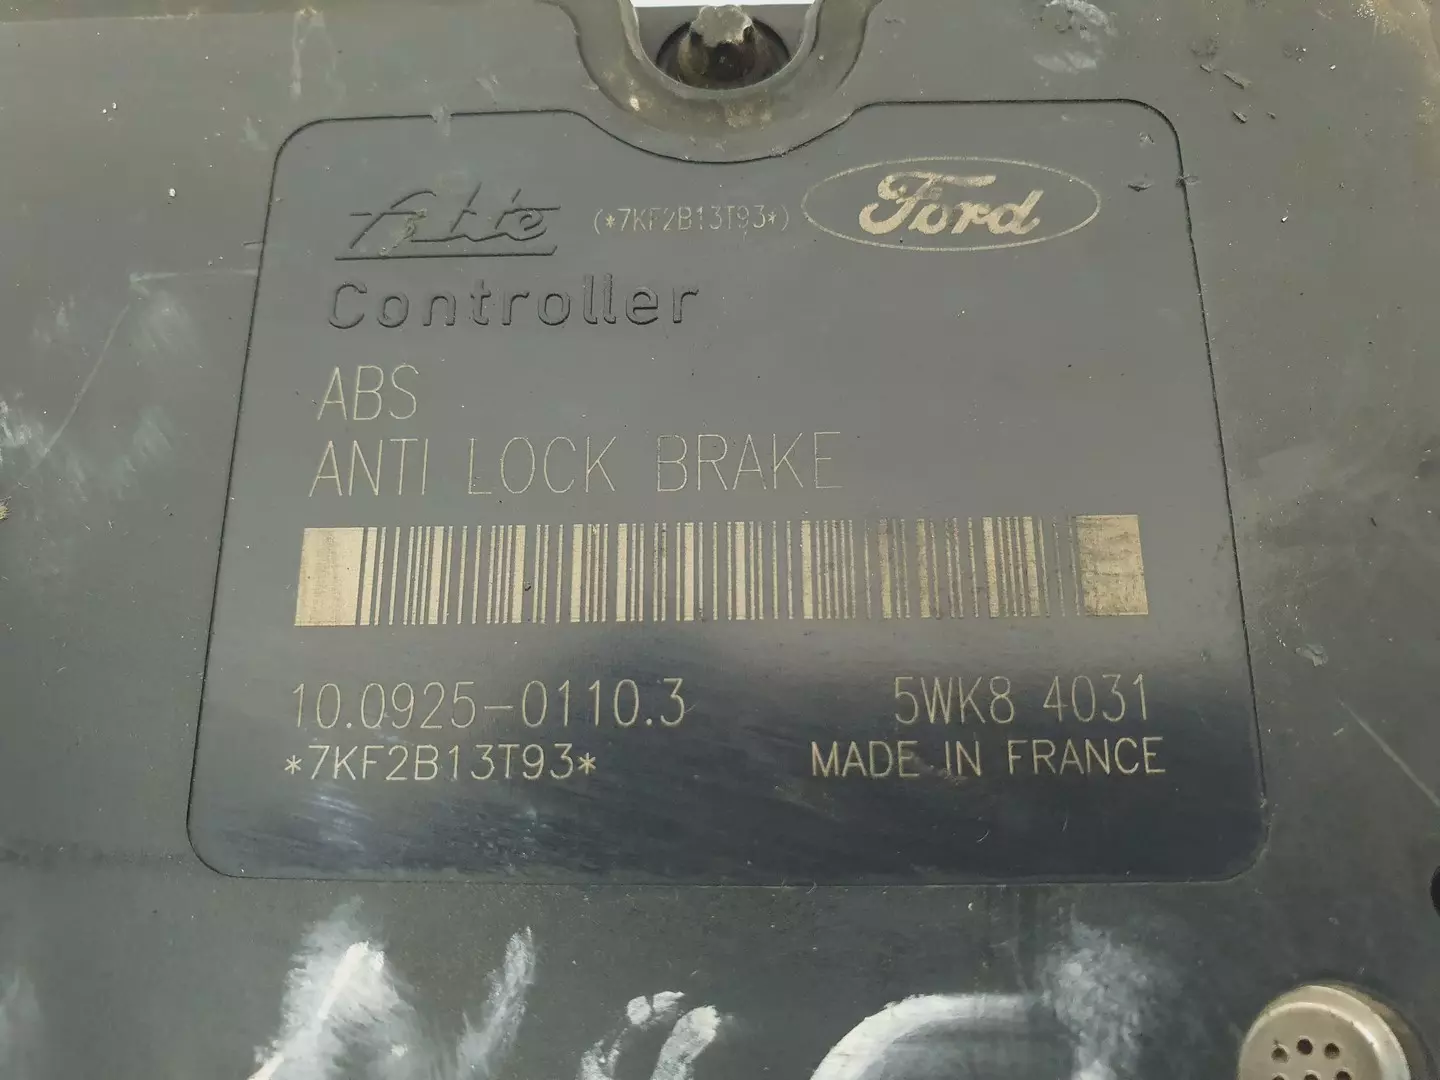 Ate (*7KF2B13T93*) Ford
Controller
ABS
ANTI LOCK BRAKE
10.0925-0110.3 5WK8 4031
*7KF2B13T93* MADE IN FRANCE